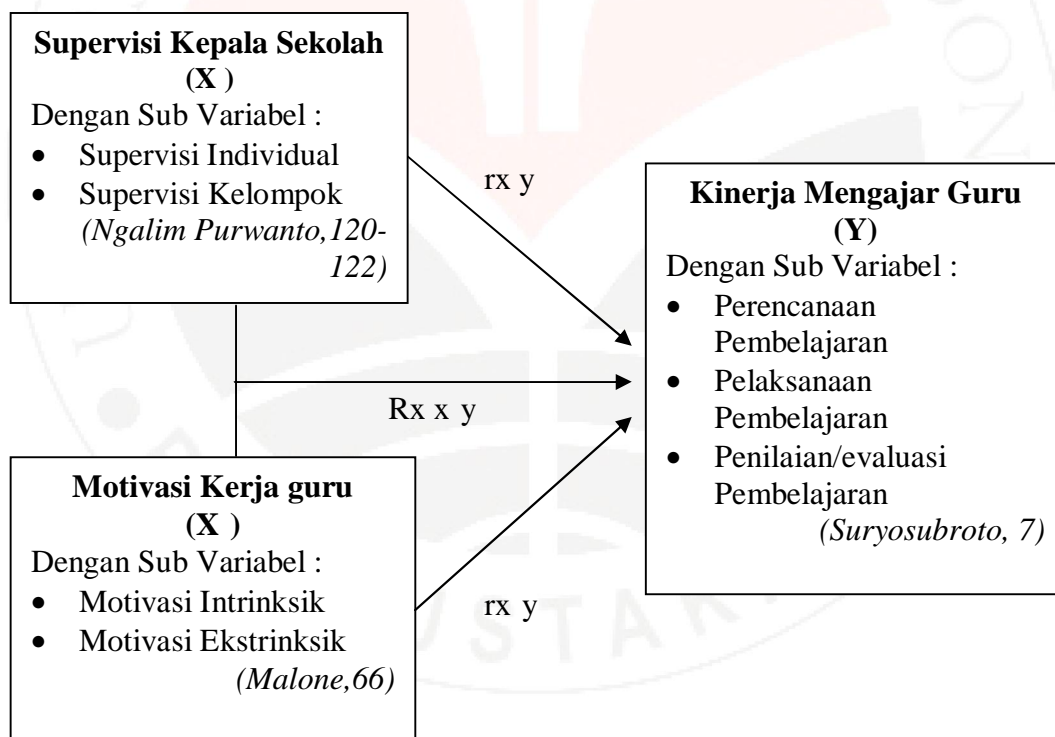 Supervisi Kepala Sekolah
(X )
Dengan Sub Variabel :
• Supervisi Individual
• Supervisi Kelompok
(Ngalim Purwanto,120-
122)
rx y
Kinerja Mengajar Guru
(Y)
Dengan Sub Variabel :
• Perencanaan
Pembelajaran
• Pelaksanaan
Pembelajaran
• Penilaian/evaluasi
Pembelajaran
(Suryosubroto, 7)
Rx x y
Motivasi Kerja guru
(X )
Dengan Sub Variabel :
• Motivasi Intrinksik
• Motivasi Ekstrinksik
(Malone,66)
rx y